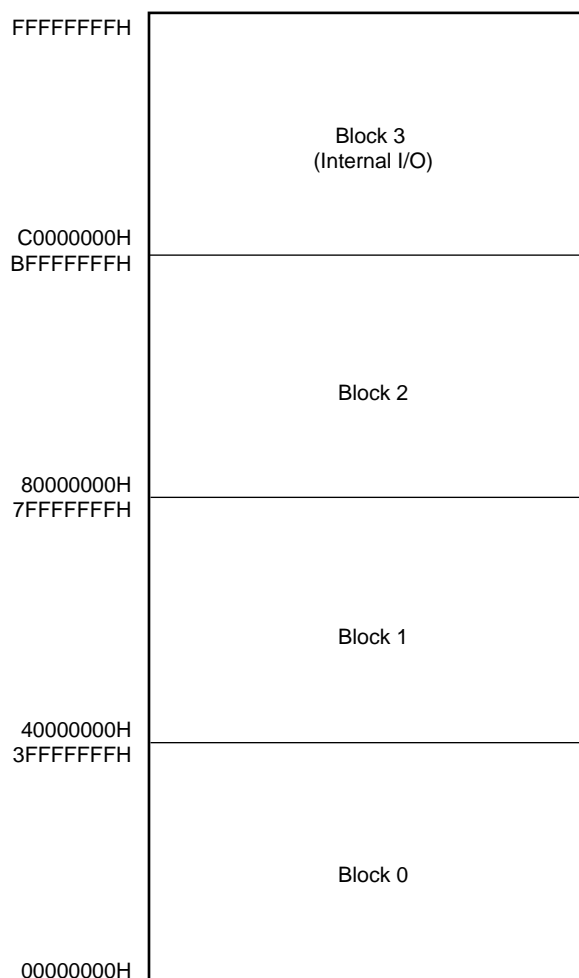 FFFFFFFFH
Block 3
(Internal I/O)
C0000000H
BFFFFFFFH
Block 2
80000000H
7FFFFFFFH
Block 1
40000000H
3FFFFFFFH
Block 0
00000000H